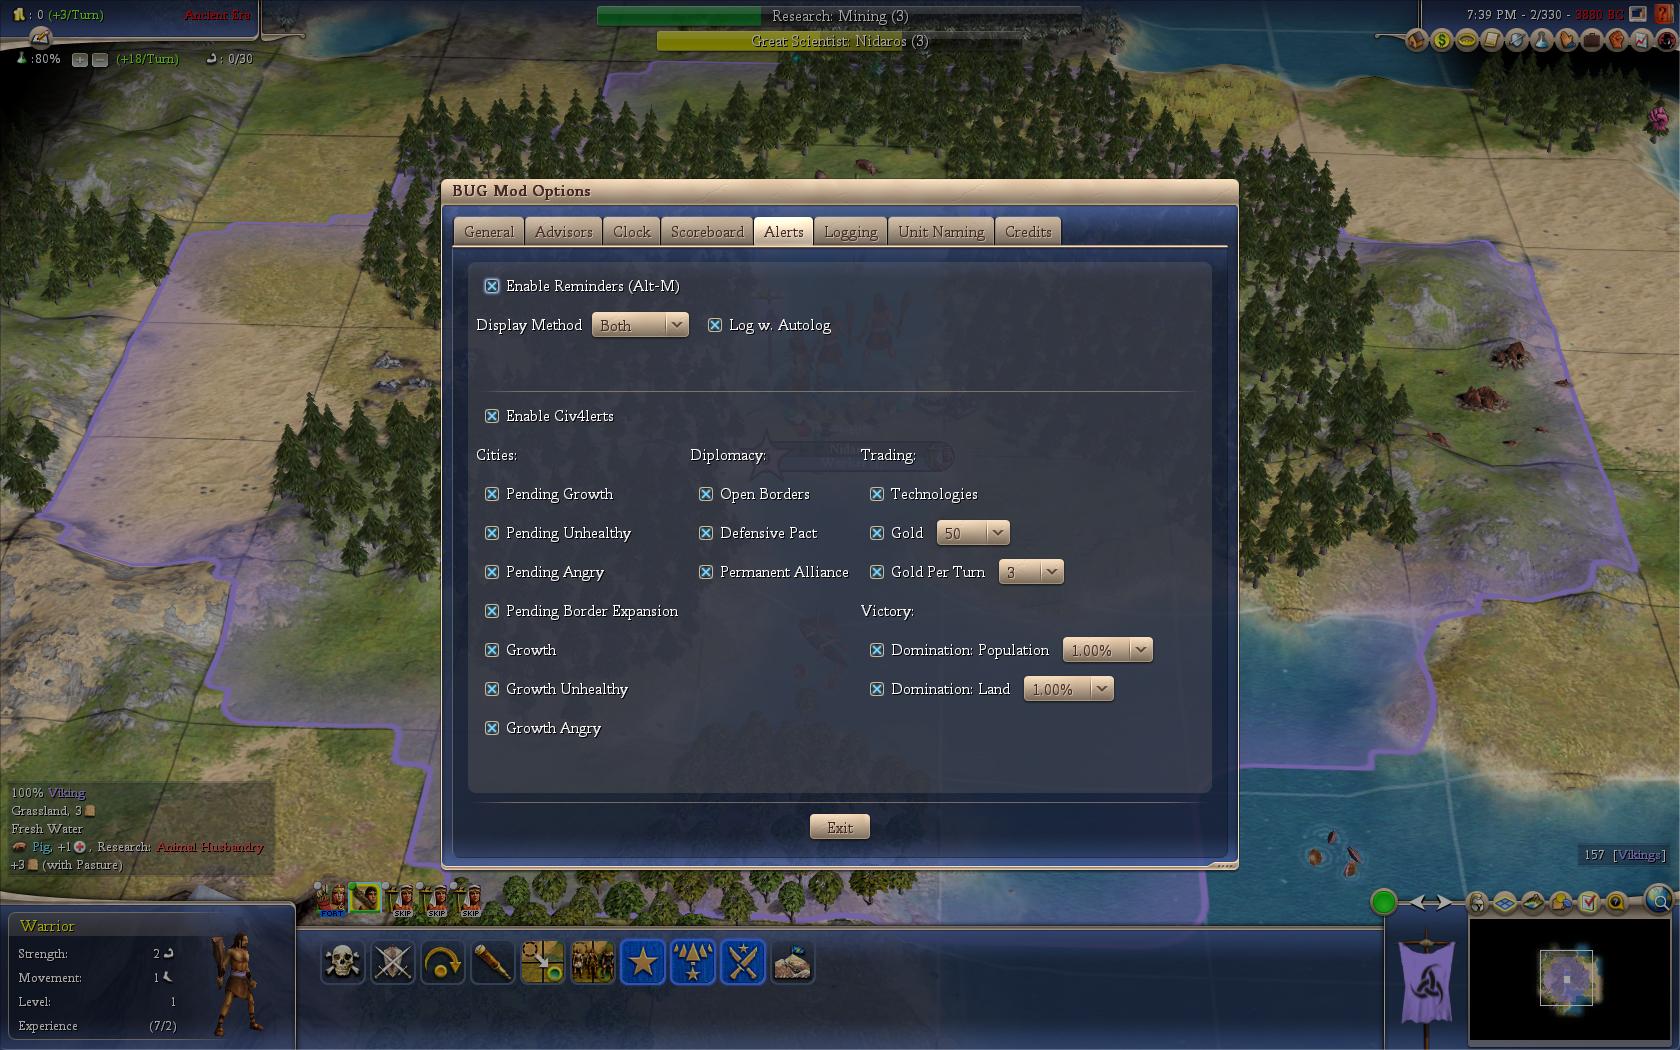 : 0 (+3/Turn)
Ancient Era
Research: Mining (3)
7:39 PM - 2/330 - 3880 BC
Great Scientist: Nidaros (3)
:80% (+18/Turn) : 0/30
BUG Mod Options
General Advisors Clock Scoreboard Alerts Logging Unit Naming Credits
Enable Reminders (Alt-M)
Display Method Both Log w. Autolog
Enable Civ4lerts
Cities: Diplomacy: Trading:
Pending Growth Open Borders Technologies
Pending Unhealthy Defensive Pact Gold 50
Pending Angry Permanent Alliance Gold Per Turn 3
Pending Border Expansion Victory:
Growth Domination: Population 1.00%
Growth Unhealthy Domination: Land 1.00%
Growth Angry
Exit
100% Viking
Grassland, 3
Fresh Water
Pig, +1, Research: Animal Husbandry
+3 (with Pasture)
157 [Vikings]
FORT SKIP SKIP SKIP
Warrior
Strength: 2
Movement: 1
Level: 1
Experience (7/2)